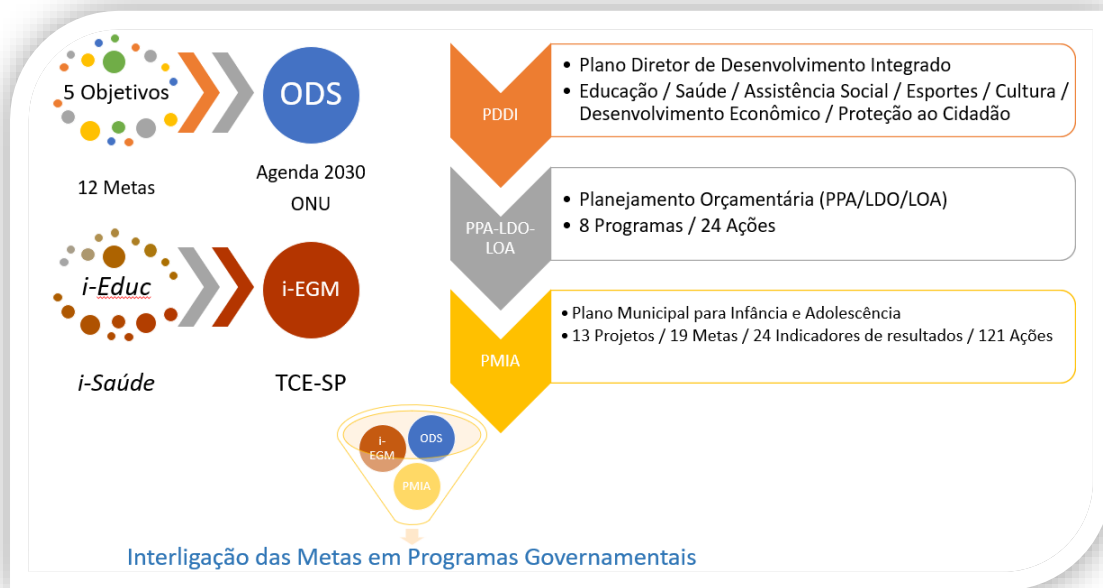 5 Objetivos
12 Metas
ODS
Agenda 2030
ONU
i-Educ
i-Saúde
i-EGM
TCE-SP
PDDI
• Plano Diretor de Desenvolvimento Integrado
• Educação / Saúde / Assistência Social / Esportes / Cultura /
Desenvolvimento Econômico / Proteção ao Cidadão
PPA-LDO-
LOA
• Planejamento Orçamentária (PPA/LDO/LOA)
• 8 Programas / 24 Ações
PMIA
• Plano Municipal para Infância e Adolescência
• 13 Projetos / 19 Metas / 24 Indicadores de resultados / 121 Ações
i-
EGM
ODS
PMIA
Interligação das Metas em Programas Governamentais